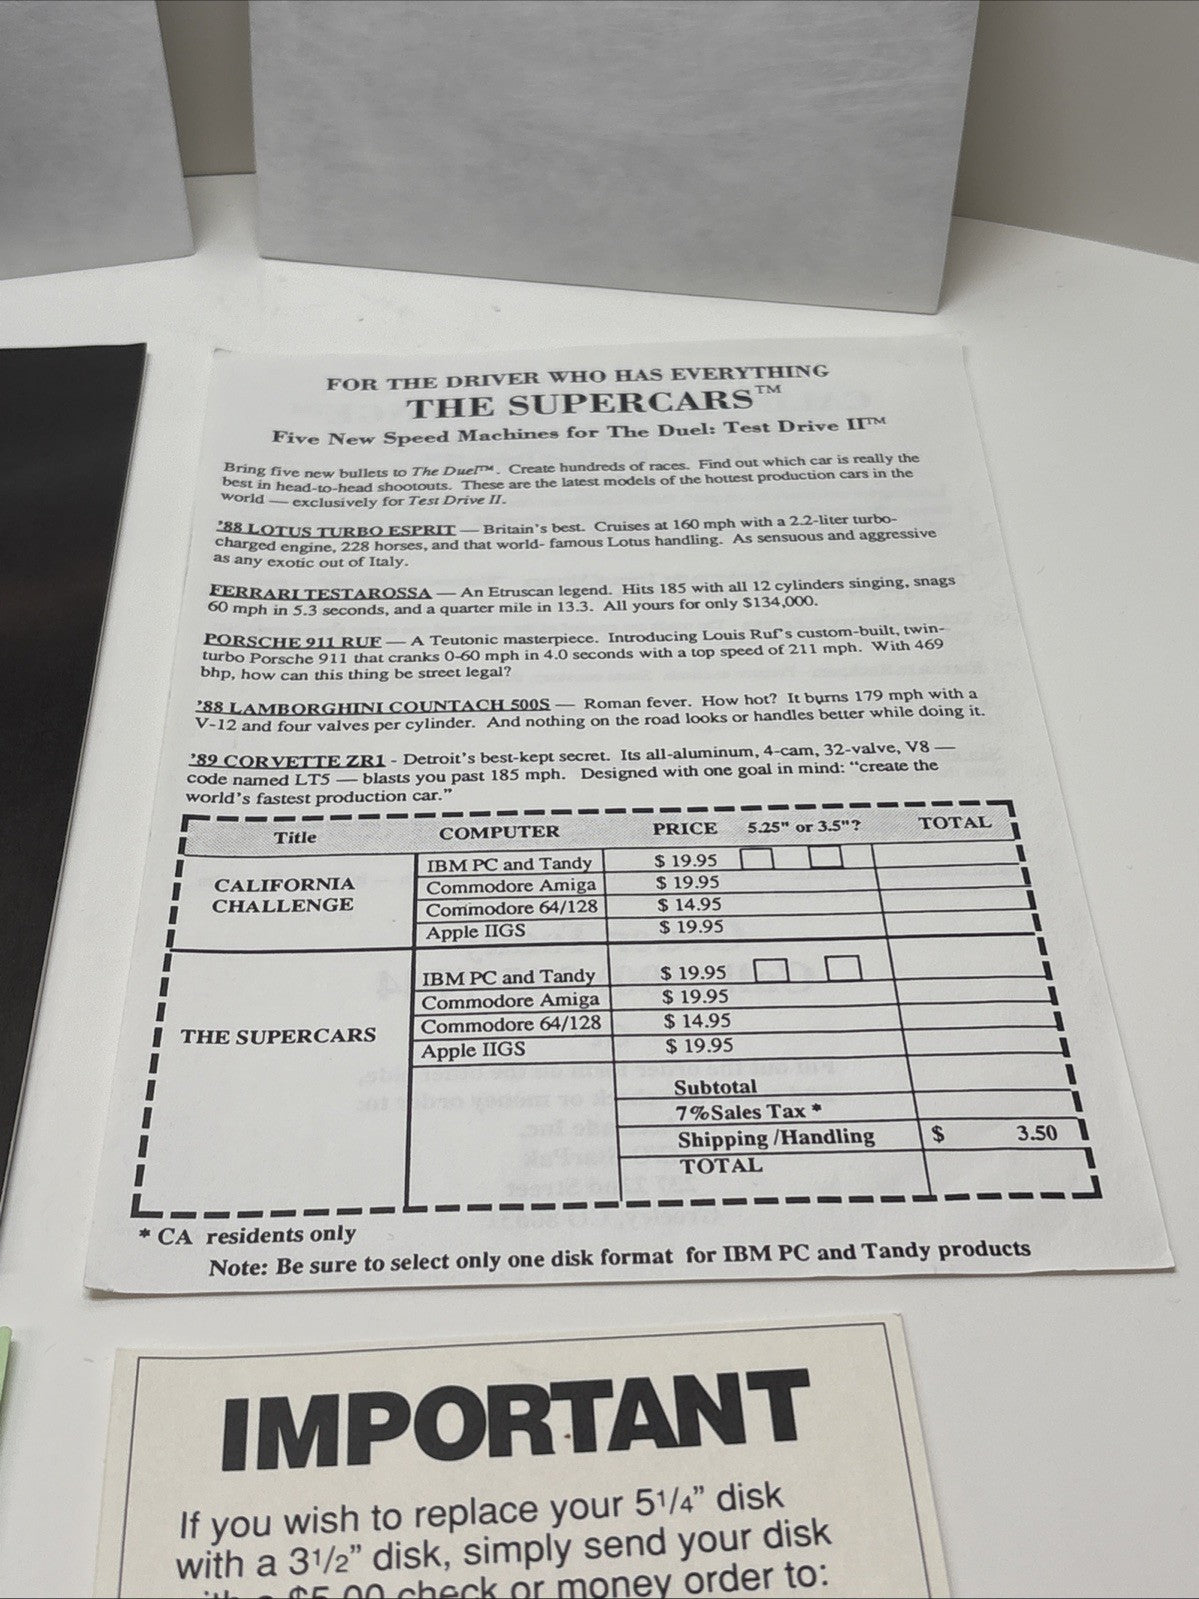 FOR THE DRIVER WHO HAS EVERYTHING
THE SUPERCARS™
Five New Speed Machines for The Duel: Test Drive II™
Bring five new bullets to The Duel™. Create hundreds of races. Find out which car is really the
best in head-to-head shootouts. These are the latest models of the hottest production cars in the
world — exclusively for Test Drive II.
'88 LOTUS TURBO ESPRIT — Britain's best. Cruises at 160 mph with a 2.2-liter turbo-
charged engine, 228 horses, and that world- famous Lotus handling. As sensuous and aggressive
as any exotic out of Italy.
FERRARI TESTAROSSA — An Etruscan legend. Hits 185 with all 12 cylinders singing, snags
60 mph in 5.3 seconds, and a quarter mile in 13.3. All yours for only $134,000.
PORSCHE 911 RUF — A Teutonic masterpiece. Introducing Louis Ruf's custom-built, twin-
turbo Porsche 911 that cranks 0-60 mph in 4.0 seconds with a top speed of 211 mph. With 469
bhp, how can this thing be street legal?
'88 LAMBORGHINI COUNTACH 500S — Roman fever. How hot? It burns 179 mph with a
V-12 and four valves per cylinder. And nothing on the road looks or handles better while doing it.
'89 CORVETTE ZR1 - Detroit's best-kept secret. Its all-aluminum, 4-cam, 32-valve, V8 —
code named LT5 — blasts you past 185 mph. Designed with one goal in mind: "create the
world's fastest production car."
Title COMPUTER PRICE 5.25" or 3.5"? TOTAL
CALIFORNIA CHALLENGE
IBM PC and Tandy $ 19.95
Commodore Amiga $ 19.95
Commodore 64/128 $ 14.95
Apple IIGS $ 19.95
THE SUPERCARS
IBM PC and Tandy $ 19.95
Commodore Amiga $ 19.95
Commodore 64/128 $ 14.95
Apple IIGS $ 19.95
Subtotal
7%Sales Tax *
Shipping /Handling $ 3.50
TOTAL
* CA residents only
Note: Be sure to select only one disk format for IBM PC and Tandy products
IMPORTANT
If you wish to replace your 5 1/4" disk
with a 3 1/2" disk, simply send your disk
with a $5.00 check or money order to: